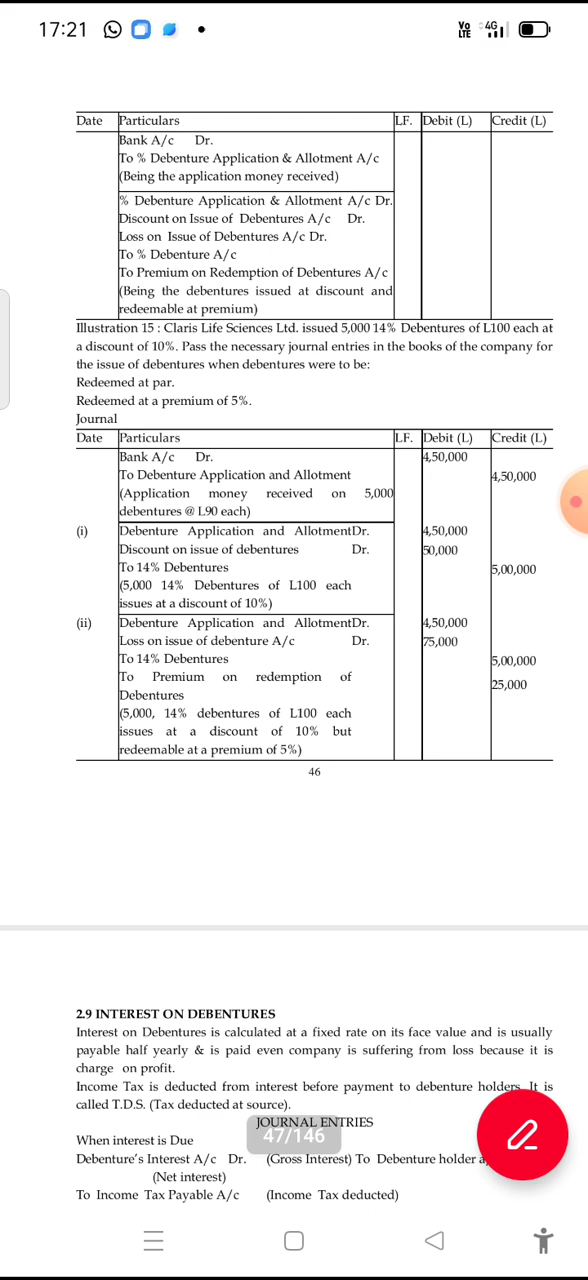 17:21 Vo LTE 4G
Date Particulars LF. Debit (L) Credit (L)
Bank A/c Dr.
To % Debenture Application & Allotment A/c
(Being the application money received)
% Debenture Application & Allotment A/c Dr.
Discount on Issue of Debentures A/c Dr.
Loss on Issue of Debentures A/c Dr.
To % Debenture A/c
To Premium on Redemption of Debentures A/c
(Being the debentures issued at discount and
redeemable at premium)
Illustration 15 : Claris Life Sciences Ltd. issued 5,000 14% Debentures of L100 each at
a discount of 10%. Pass the necessary journal entries in the books of the company for
the issue of debentures when debentures were to be:
Redeemed at par.
Redeemed at a premium of 5%.
Journal
Date Particulars LF. Debit (L) Credit (L)
Bank A/c Dr. 4,50,000
To Debenture Application and Allotment 4,50,000
(Application money received on 5,000
debentures @ L90 each)
(i) Debenture Application and AllotmentDr. 4,50,000
Discount on issue of debentures Dr. 50,000
To 14% Debentures 5,00,000
(5,000 14% Debentures of L100 each
issues at a discount of 10%)
(ii) Debenture Application and AllotmentDr. 4,50,000
Loss on issue of debenture A/c Dr. 75,000
To 14% Debentures 5,00,000
To Premium on redemption of 25,000
Debentures
(5,000, 14% debentures of L100 each
issues at a discount of 10% but
redeemable at a premium of 5%)
46
2.9 INTEREST ON DEBENTURES
Interest on Debentures is calculated at a fixed rate on its face value and is usually
payable half yearly & is paid even company is suffering from loss because it is
charge on profit.
Income Tax is deducted from interest before payment to debenture holders. It is
called T.D.S. (Tax deducted at source).
JOURNAL ENTRIES
47/146
When interest is Due
Debenture's Interest A/c Dr. (Gross Interest) To Debenture holder
(Net interest)
To Income Tax Payable A/c (Income Tax deducted)